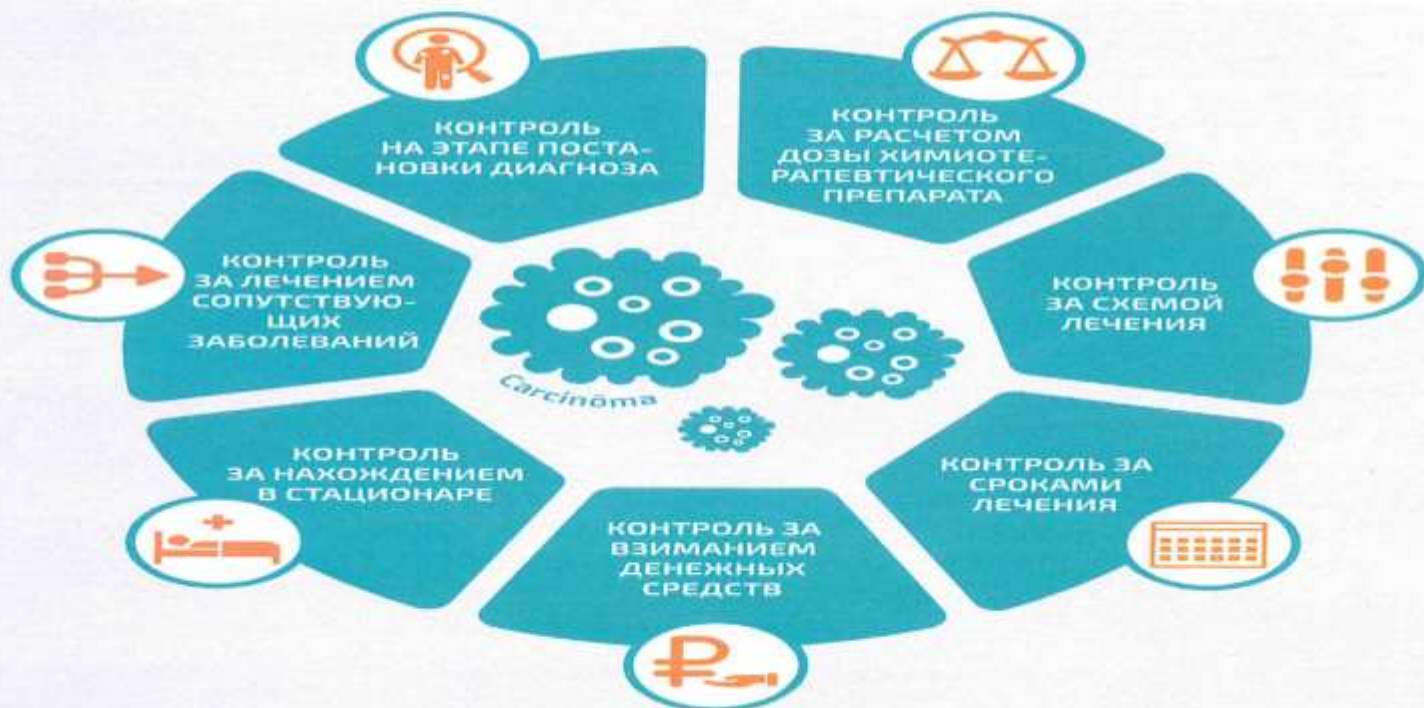 КОНТРОЛЬ
НА ЭТАПЕ ПОСТА-
НОВКИ ДИАГНОЗА
КОНТРОЛЬ
ЗА РАСЧЕТОМ
ДОЗЫ ХИМИОТЕ-
РАПЕВТИЧЕСКОГО
ПРЕПАРАТА
КОНТРОЛЬ
ЗА СХЕМОЙ
ЛЕЧЕНИЯ
КОНТРОЛЬ ЗА
СРОКАМИ
ЛЕЧЕНИЯ
КОНТРОЛЬ ЗА
ВЗИМАНИЕМ
ДЕНЕЖНЫХ
СРЕДСТВ
КОНТРОЛЬ
ЗА НАХОЖДЕНИЕМ
В СТАЦИОНАРЕ
КОНТРОЛЬ
ЗА ЛЕЧЕНИЕМ
СОПУТСТВУЮ-
ЩИХ
ЗАБОЛЕВАНИЙ
Carcinōma